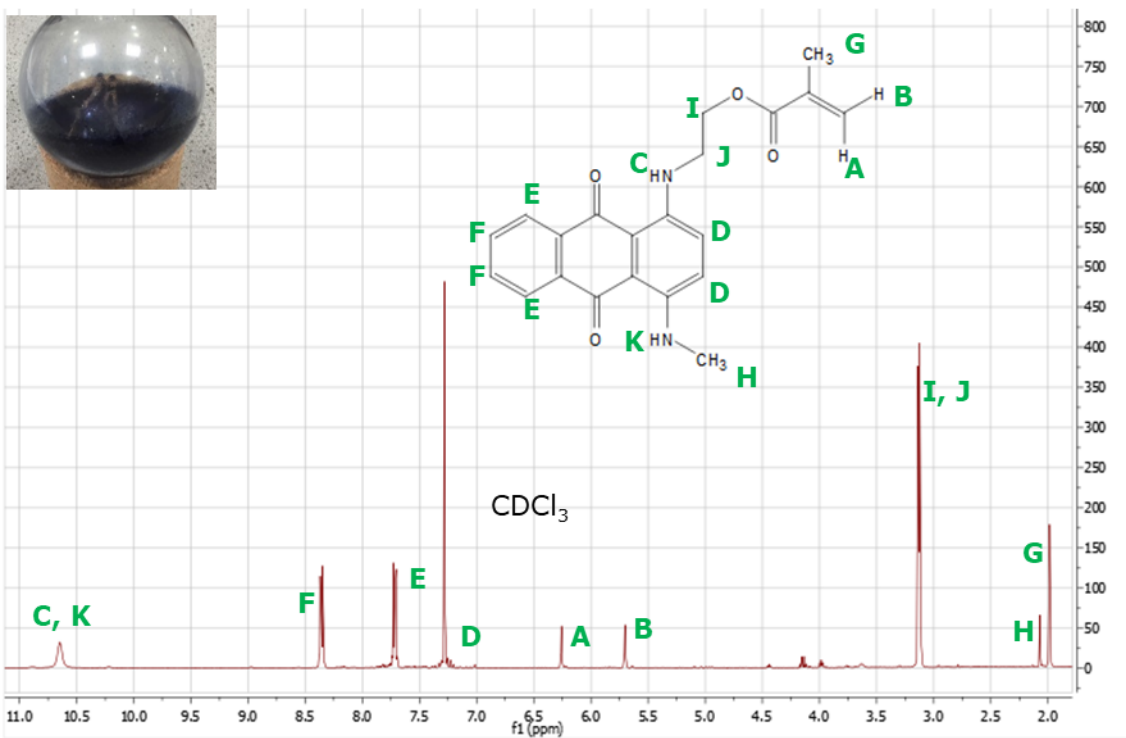 CH3 G
O H B
I
O H A
C HN J
O
E
F D
F
E D
O K HN
CH3 H
CDCl3
I, J
C, K
F
E
D
A
B
H
G
800
750
700
650
600
550
500
450
400
350
300
250
200
150
100
50
0
11.0 10.5 10.0 9.5 9.0 8.5 8.0 7.5 7.0 6.5 6.0 5.5 5.0 4.5 4.0 3.5 3.0 2.5 2.0
f1 (ppm)